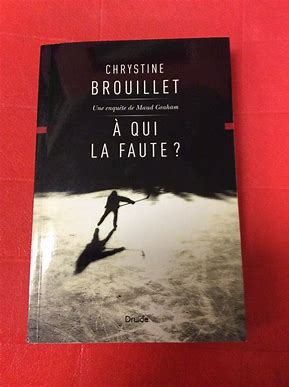 CHRYSTINE
BROUILLET
Une enquête de Maud Graham
À QUI
LA FAUTE ?
Druide